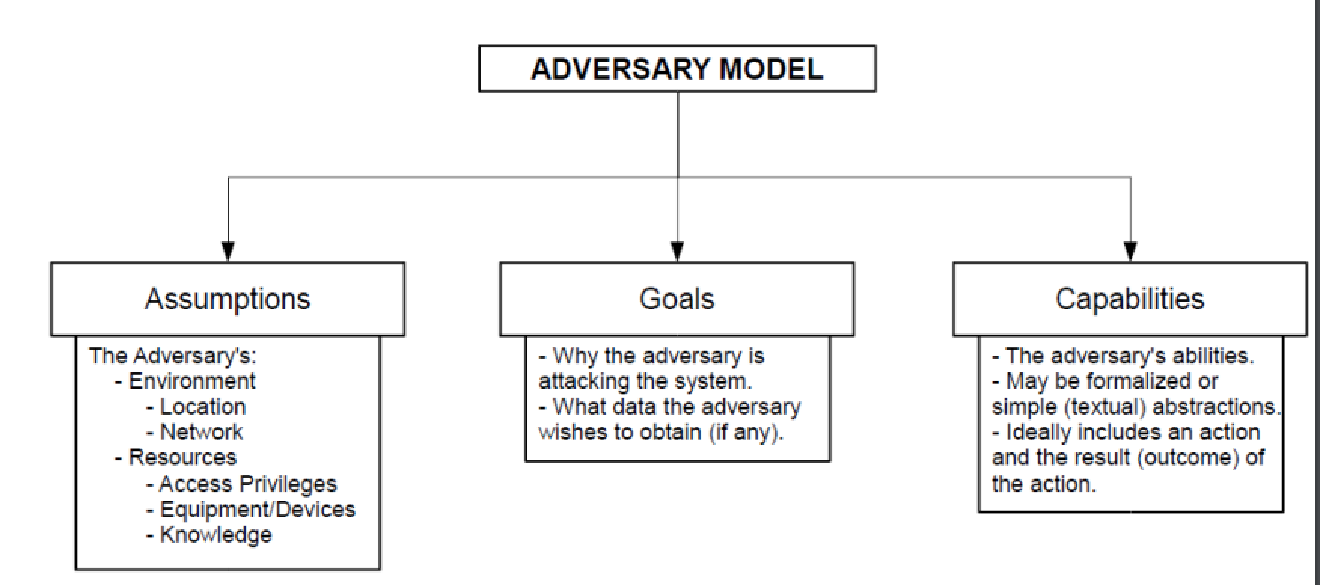 ADVERSARY MODEL
Assumptions
The Adversary's:
- Environment
- Location
- Network
- Resources
- Access Privileges
- Equipment/Devices
- Knowledge
Goals
- Why the adversary is
attacking the system.
- What data the adversary
wishes to obtain (if any).
Capabilities
- The adversary's abilities.
- May be formalized or
simple (textual) abstractions.
- Ideally includes an action
and the result (outcome) of
the action.